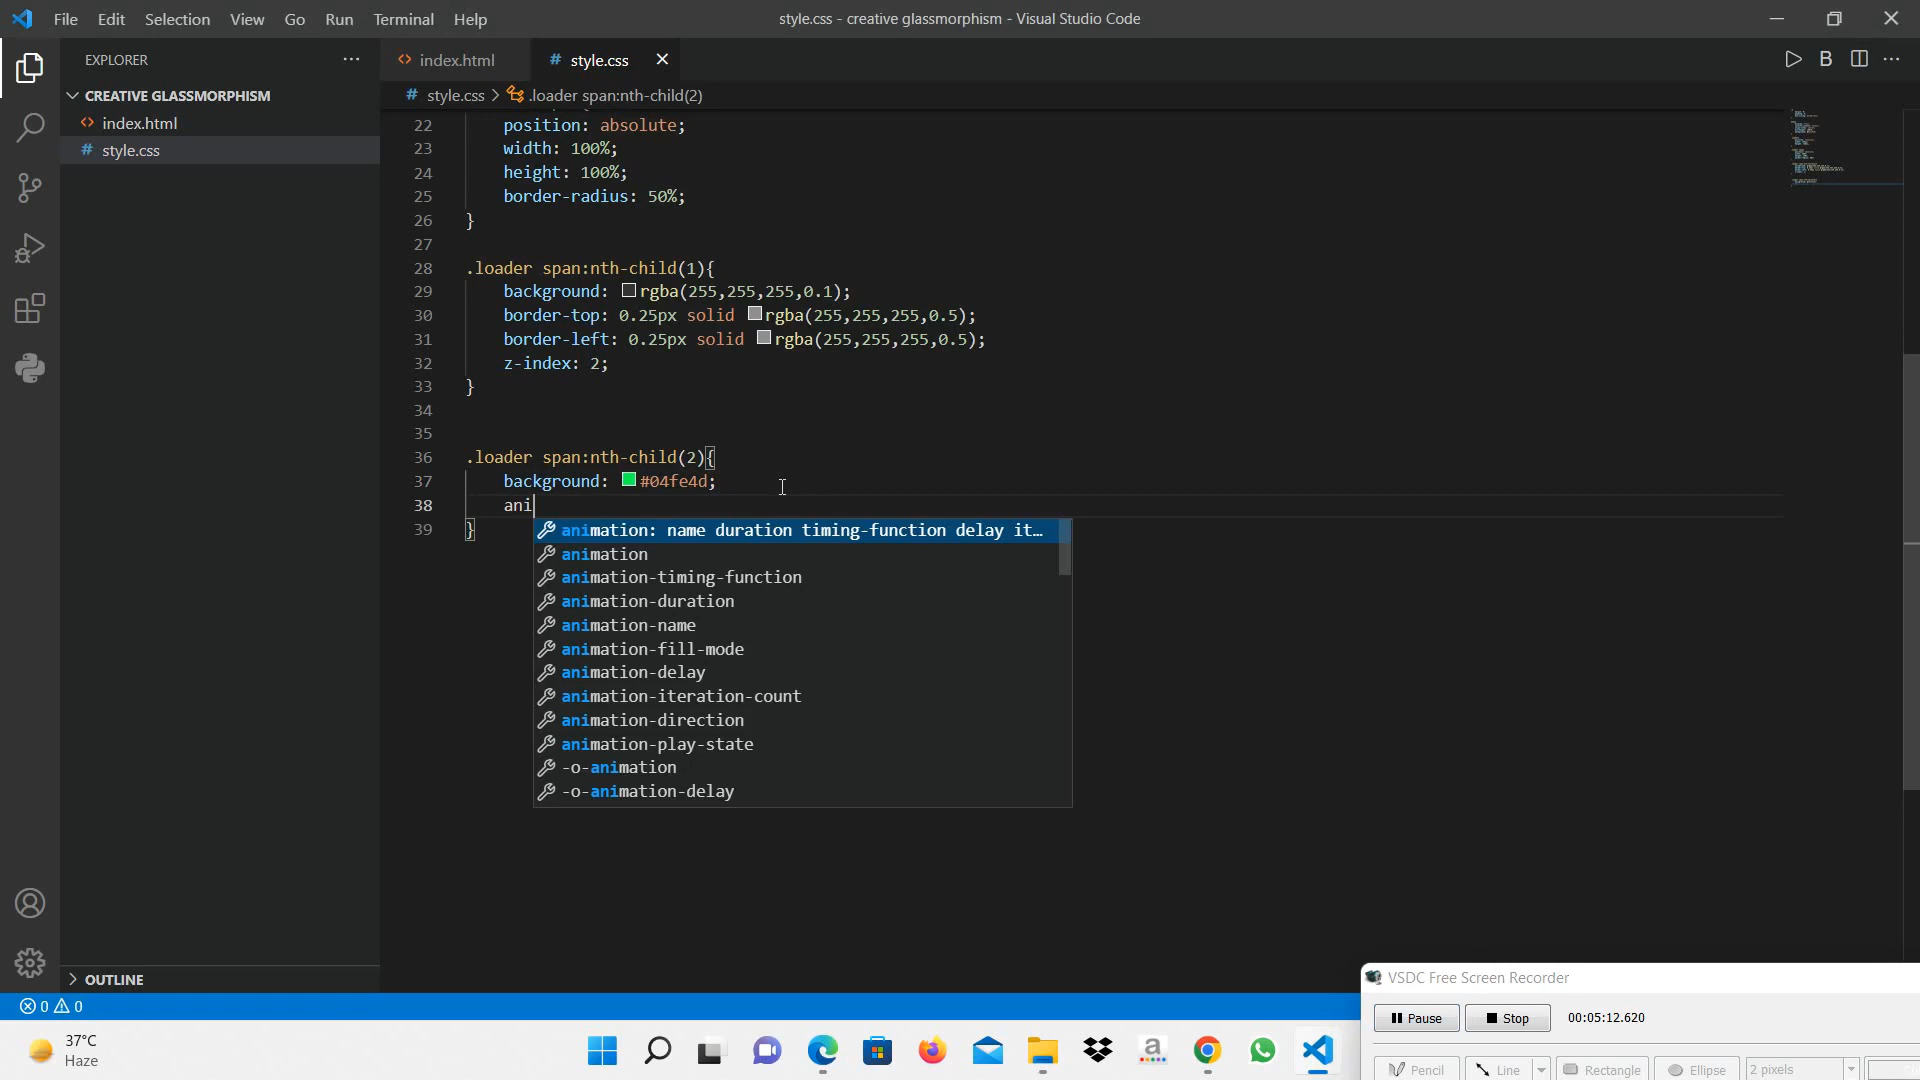 File Edit Selection View Go Run Terminal Help
style.css - creative glassmorphism - Visual Studio Code
EXPLORER
CREATIVE GLASSMORPHISM
index.html
style.css
OUTLINE
index.html
style.css
style.css > .loader span:nth-child(2)
22 position: absolute;
23 width: 100%;
24 height: 100%;
25 border-radius: 50%;
26 }
27
28 .loader span:nth-child(1){
29 background: rgba(255,255,255,0.1);
30 border-top: 0.25px solid rgba(255,255,255,0.5);
31 border-left: 0.25px solid rgba(255,255,255,0.5);
32 z-index: 2;
33 }
34
35
36 .loader span:nth-child(2){
37 background: #04fe4d;
38 ani
39 }
animation: name duration timing-function delay it…
animation
animation-timing-function
animation-duration
animation-name
animation-fill-mode
animation-delay
animation-iteration-count
animation-direction
animation-play-state
-o-animation
-o-animation-delay
0 0
VSDC Free Screen Recorder
Pause Stop 00:05:12.620
Pencil Line Rectangle Ellipse 2 pixels
37°C
Haze